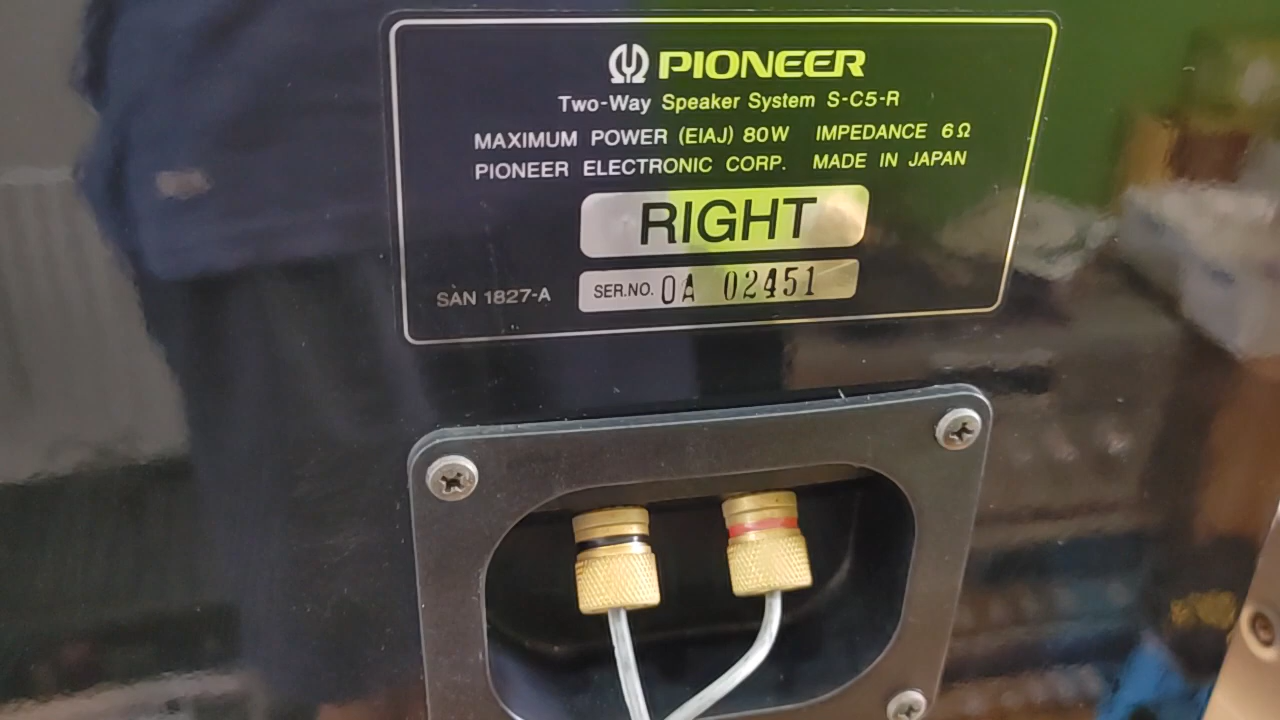 PIONEER
Two-Way Speaker System S-C5-R
MAXIMUM POWER (EIAJ) 80W IMPEDANCE 6Ω
PIONEER ELECTRONIC CORP. MADE IN JAPAN
RIGHT
SAN 1827-A SER.NO. 0A 02451